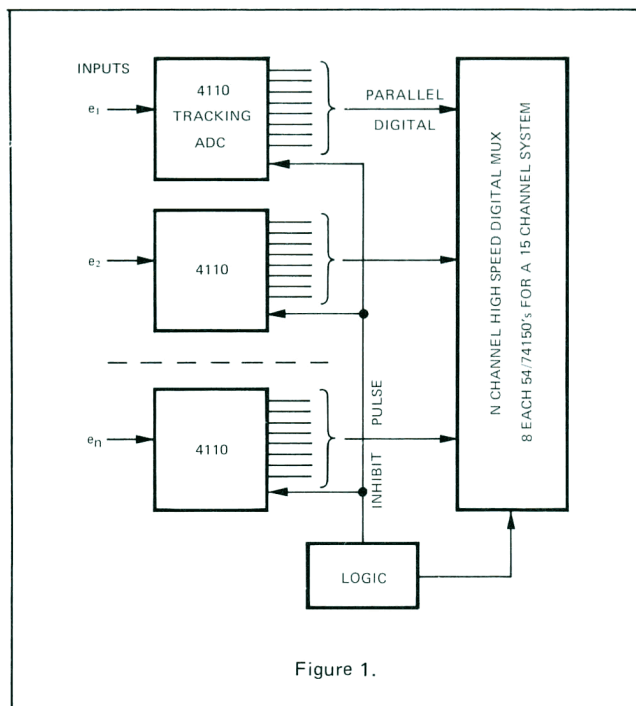 INPUTS
4110
TRACKING
ADC
e1
PARALLEL
DIGITAL
e2
4110
en
4110
INHIBIT PULSE
LOGIC
N CHANNEL HIGH SPEED DIGITAL MUX
8 EACH 54/74150's FOR A 15 CHANNEL SYSTEM
Figure 1.